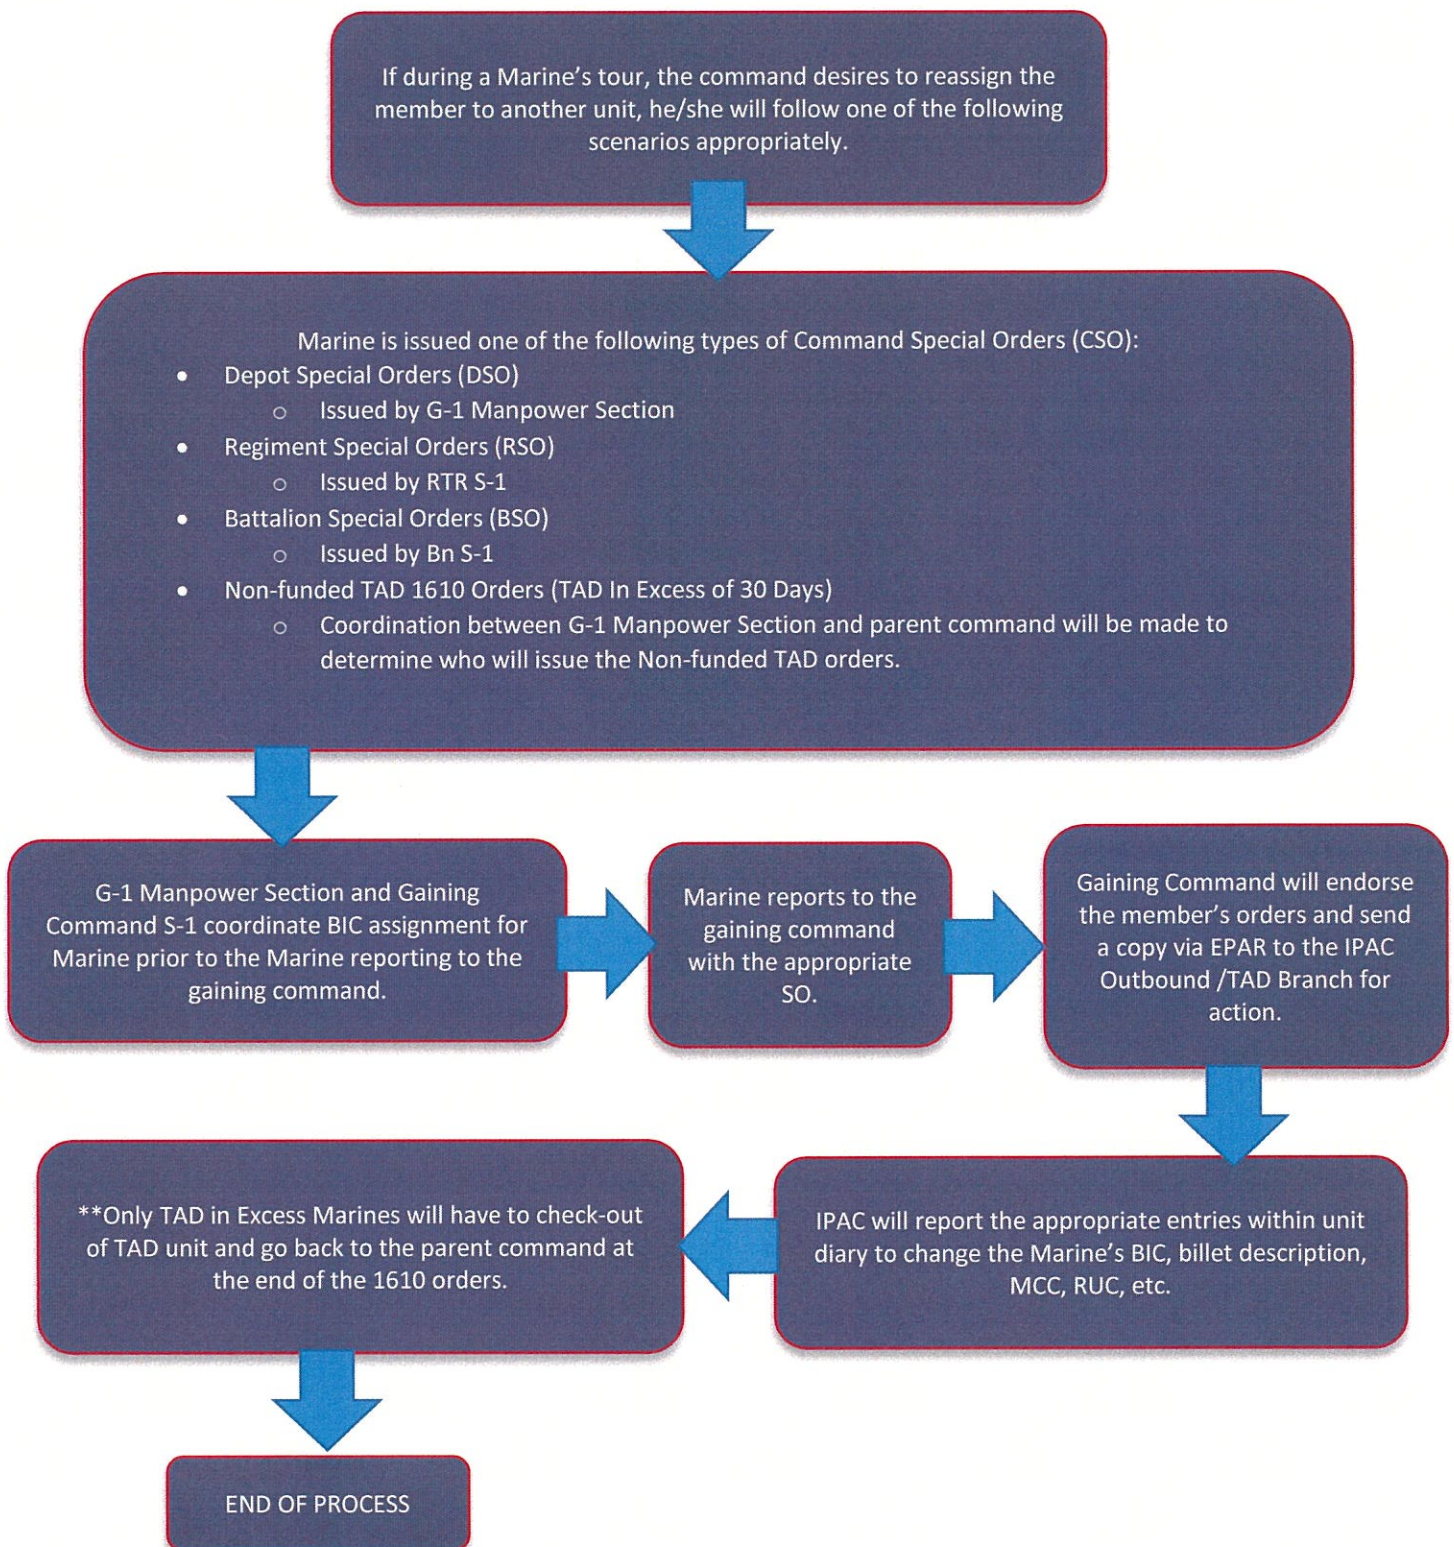 If during a Marine's tour, the command desires to reassign the
member to another unit, he/she will follow one of the following
scenarios appropriately.
Marine is issued one of the following types of Command Special Orders (CSO):
• Depot Special Orders (DSO)
o Issued by G-1 Manpower Section
• Regiment Special Orders (RSO)
o Issued by RTR S-1
• Battalion Special Orders (BSO)
o Issued by Bn S-1
• Non-funded TAD 1610 Orders (TAD In Excess of 30 Days)
o Coordination between G-1 Manpower Section and parent command will be made to
determine who will issue the Non-funded TAD orders.
G-1 Manpower Section and Gaining
Command S-1 coordinate BIC assignment for
Marine prior to the Marine reporting to the
gaining command.
Marine reports to the
gaining command
with the appropriate
SO.
Gaining Command will endorse
the member's orders and send
a copy via EPAR to the IPAC
Outbound /TAD Branch for
action.
IPAC will report the appropriate entries within unit
diary to change the Marine's BIC, billet description,
MCC, RUC, etc.
**Only TAD in Excess Marines will have to check-out
of TAD unit and go back to the parent command at
the end of the 1610 orders.
END OF PROCESS